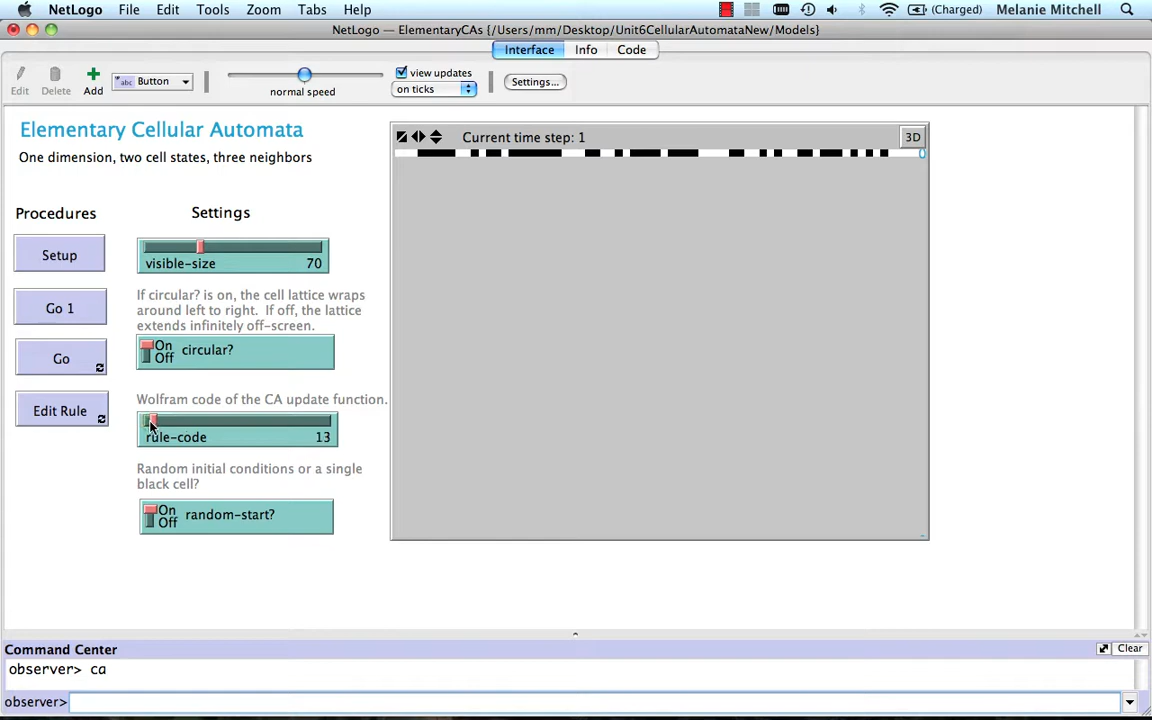 NetLogo File Edit Tools Zoom Tabs Help (Charged) Melanie Mitchell
NetLogo — ElementaryCAs {/Users/mm/Desktop/Unit6CellularAutomataNew/Models}
Interface Info Code
Edit Delete Add abc Button normal speed view updates on ticks Settings...
Elementary Cellular Automata
One dimension, two cell states, three neighbors
Current time step: 1 3D
0
Procedures Settings
Setup
visible-size 70
If circular? is on, the cell lattice wraps
around left to right. If off, the lattice
extends infinitely off-screen.
Go 1
On
Off circular?
Go
Wolfram code of the CA update function.
Edit Rule
rule-code 13
Random initial conditions or a single
black cell?
On
Off random-start?
Command Center Clear
observer> ca
observer>